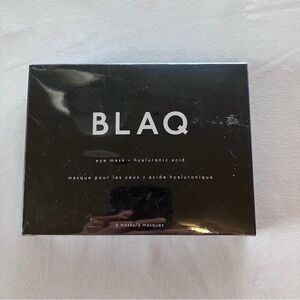 BLAQ
eye mask + hyaluronic acid
masque pour les yeux + acide hyaluronique
5 masks/5 masques